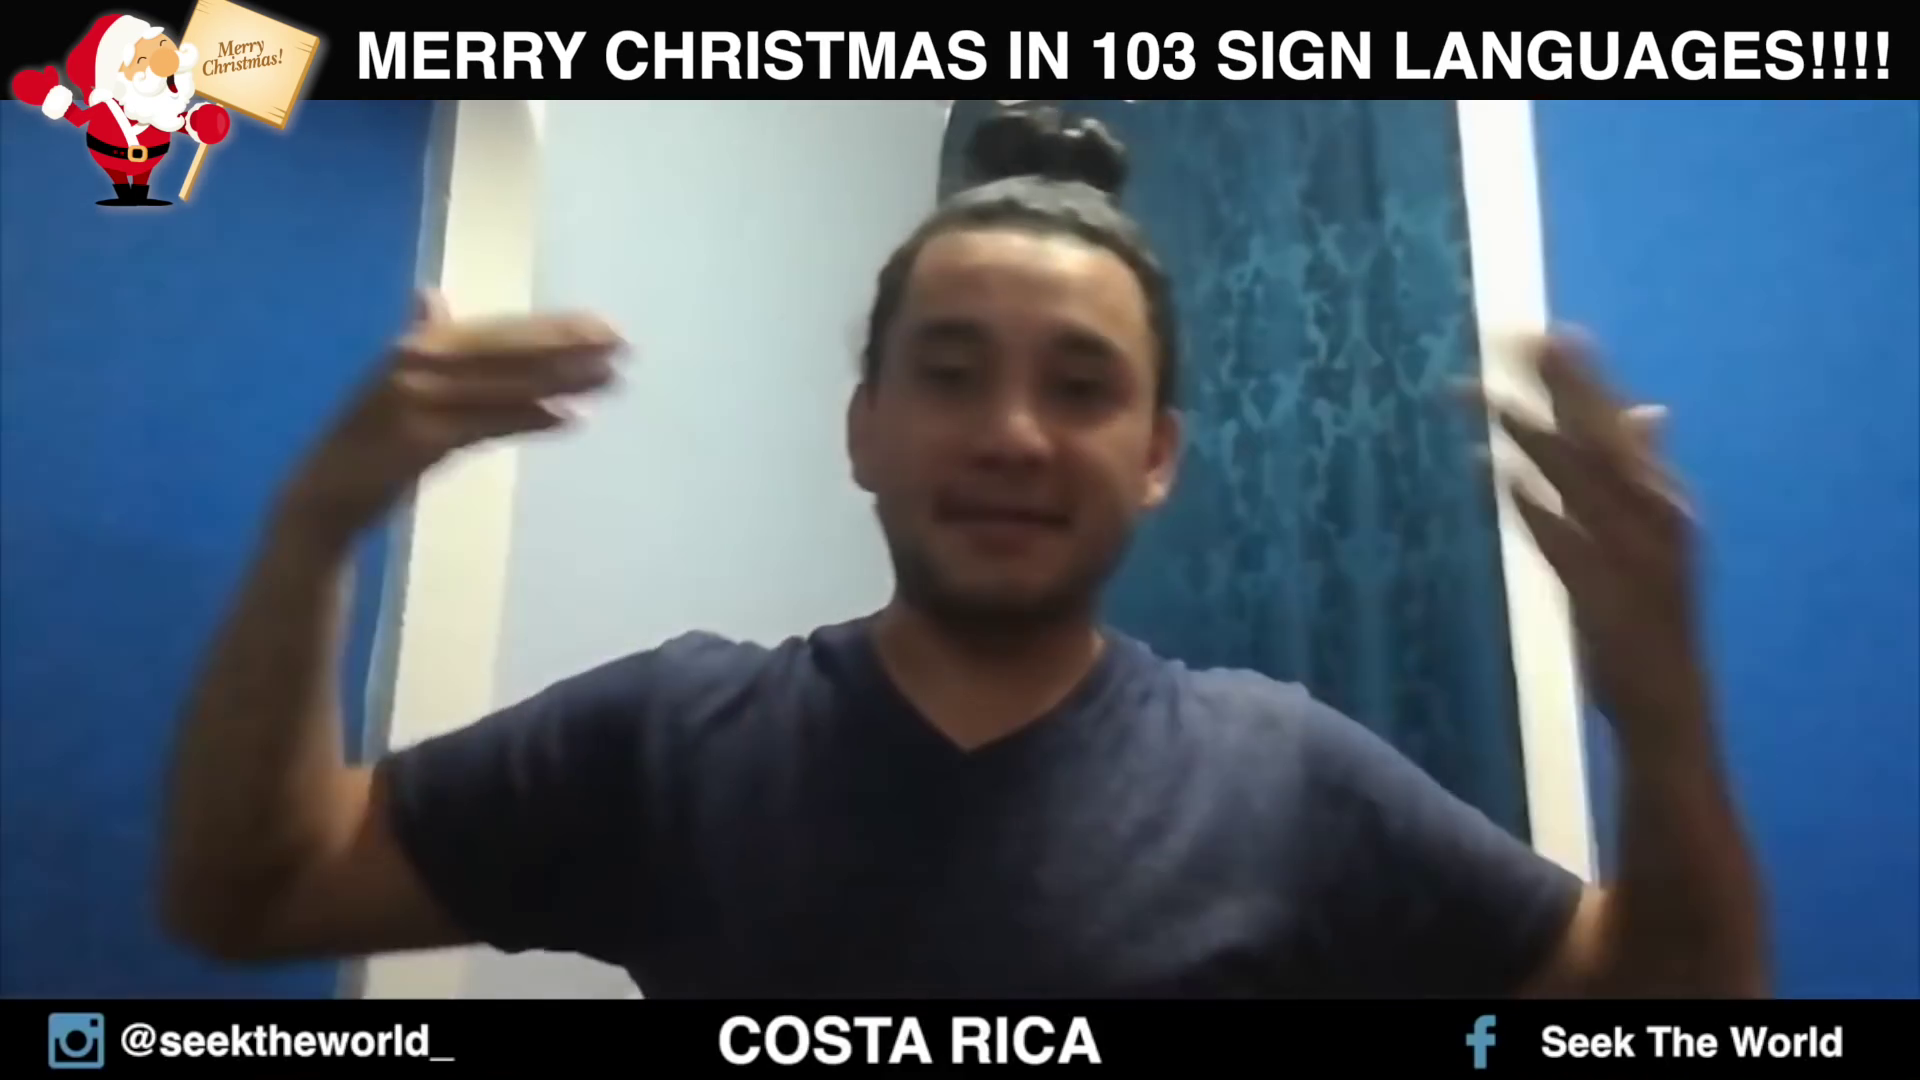 Merry
Christmas!
MERRY CHRISTMAS IN 103 SIGN LANGUAGES!!!!
@seektheworld_
COSTA RICA
Seek The World